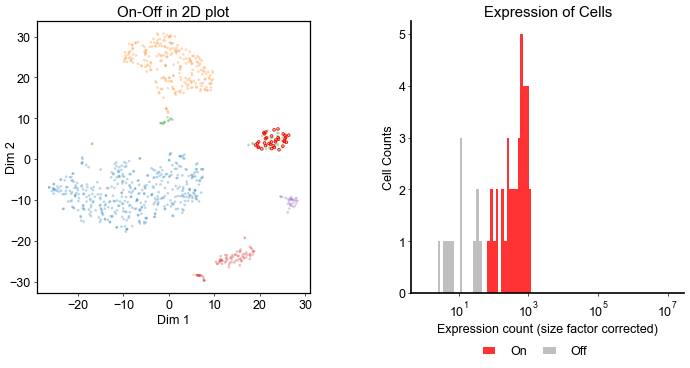 On-Off in 2D plot
Dim 2
30
20
10
0
−10
−20
−30
−20
−10
0
10
20
30
Dim 1
Expression of Cells
Cell Counts
5
4
3
2
1
0
10^1
10^3
10^5
10^7
Expression count (size factor corrected)
On
Off